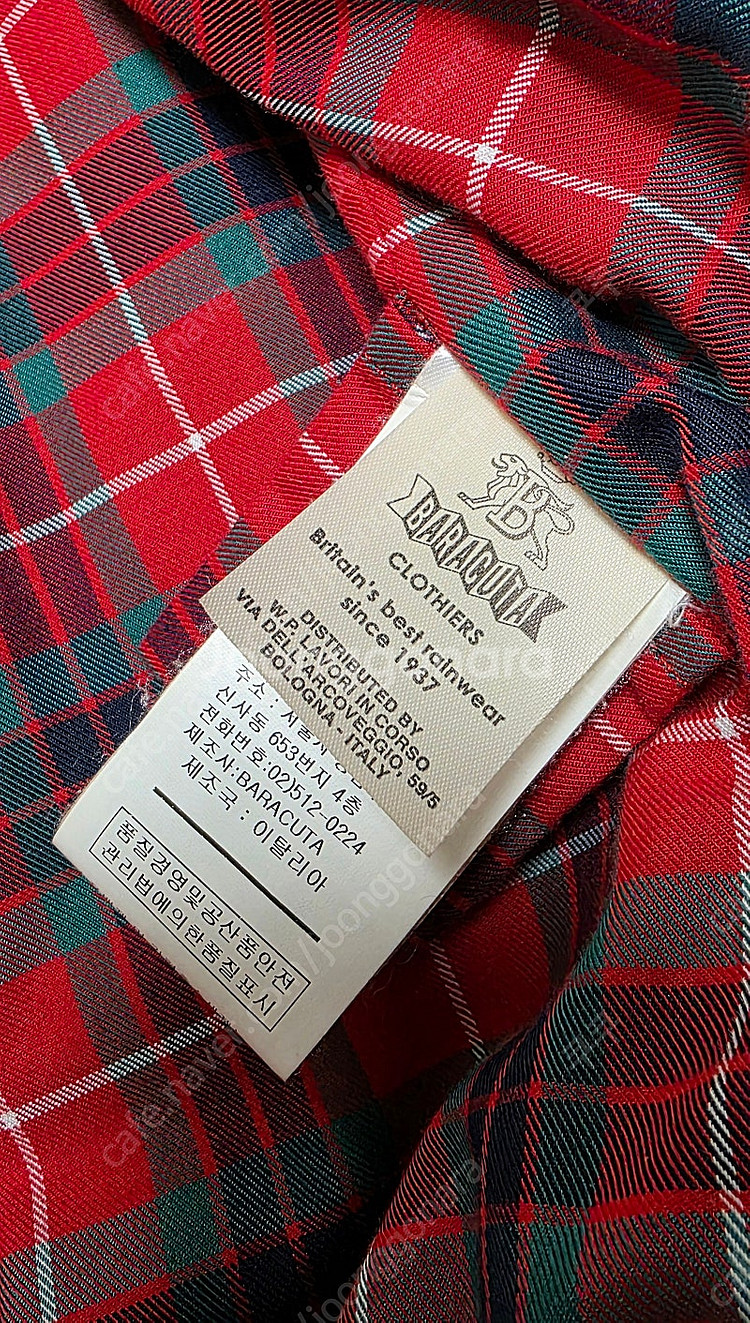 B
BARACUTA
CLOTHIERS
Britain's best rainwear
since 1937
DISTRIBUTED BY
W.P. LAVORI IN CORSO
VIA DELL'ARCOVEGGIO, 59/5
BOLOGNA - ITALY
주소:
신사동 653번지 4층
전화번호:02)512-0224
제조사:BARACUTA
제조국 : 이탈리아
품질경영및공산품안전
관리법에의한품질표시